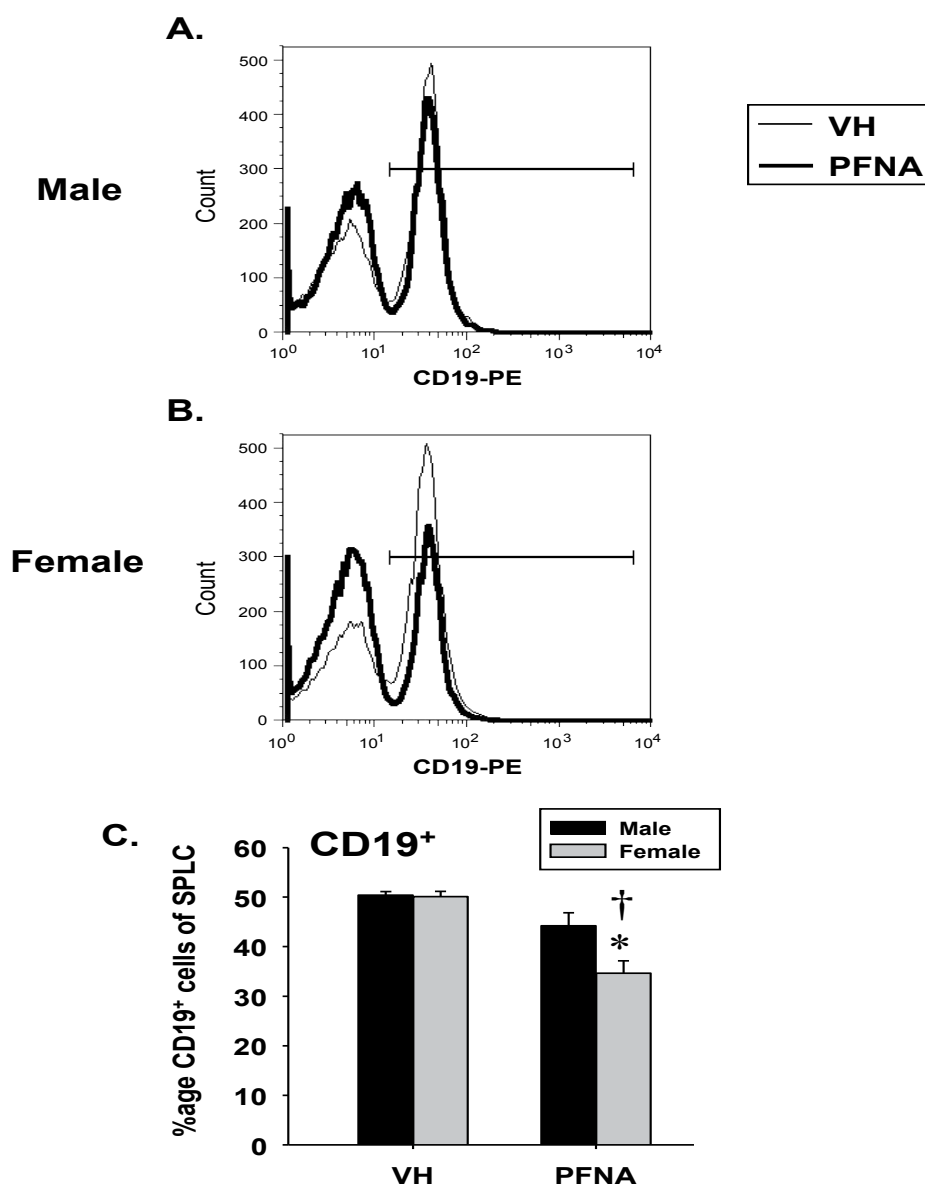 A.
Male
Count
500
400
300
200
100
0
10⁰ 10¹ 10² 10³ 10⁴
CD19-PE
VH
PFNA
B.
Female
Count
500
400
300
200
100
0
10⁰ 10¹ 10² 10³ 10⁴
CD19-PE
C.
CD19⁺
Male
Female
%age CD19⁺ cells of SPLC
60
50
40
30
20
10
0
†
*
VH PFNA